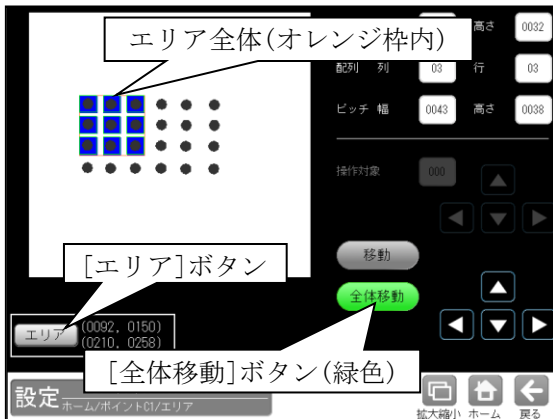 エリア全体(オレンジ枠内)
高さ 0032
配列 列 03 行 03
ピッチ 幅 0043 高さ 0038
操作対象 000
移動
[エリア]ボタン
全体移動
エリア (0092, 0150)
(0210, 0258)
[全体移動]ボタン(緑色)
設定 ホーム/ポイントC1/エリア
拡大縮小 ホーム 戻る